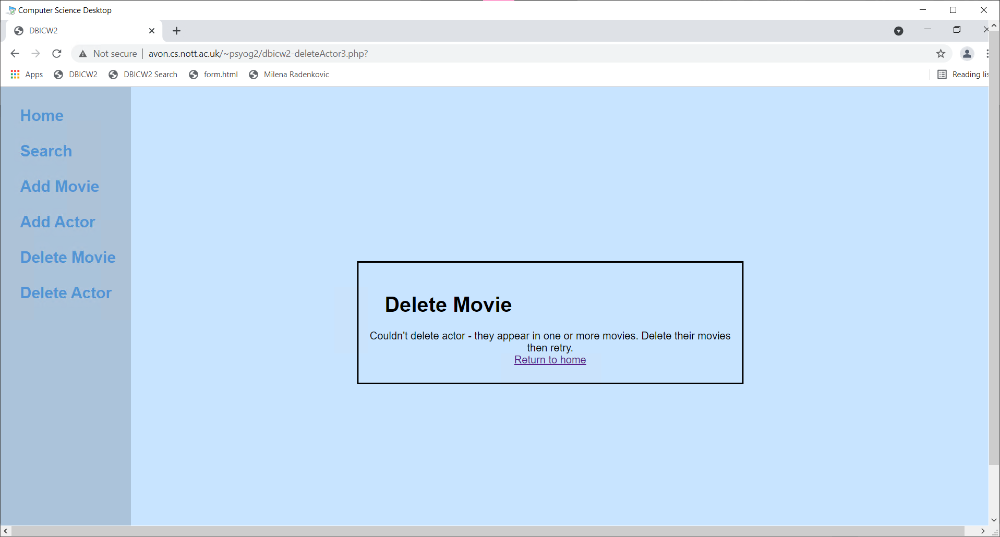 Computer Science Desktop
DBICW2
Not secure | avon.cs.nott.ac.uk/~psyog2/dbicw2-deleteActor3.php?
Apps DBICW2 DBICW2 Search form.html Milena Radenkovic Reading lis
Home
Search
Add Movie
Add Actor
Delete Movie
Delete Actor
Delete Movie
Couldn't delete actor - they appear in one or more movies. Delete their movies
then retry.
Return to home